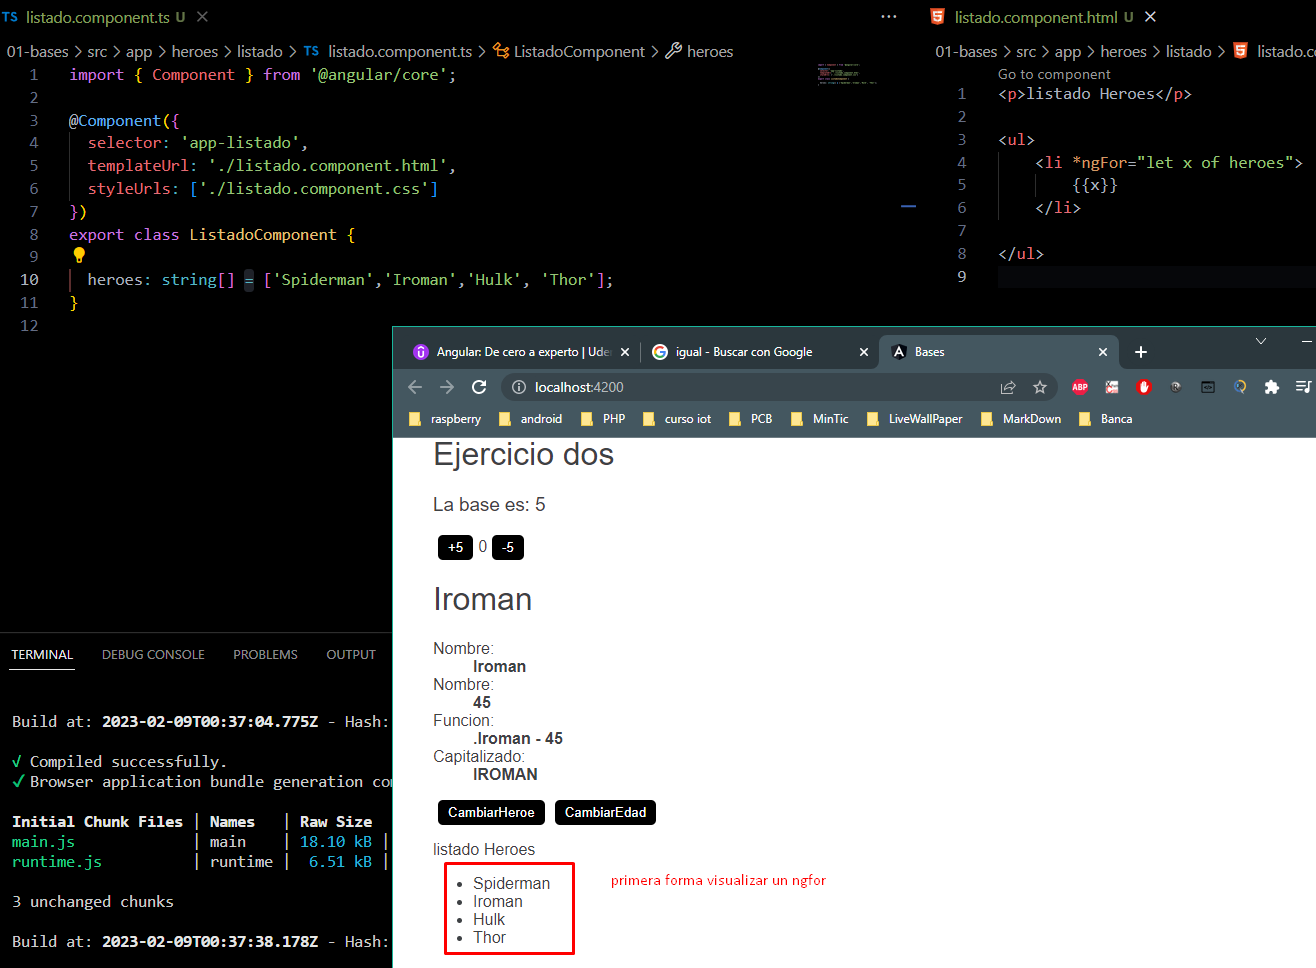 TS listado.component.ts U
01-bases > src > app > heroes > listado > TS listado.component.ts > ListadoComponent > heroes
1 import { Component } from '@angular/core';
2
3 @Component({
4 selector: 'app-listado',
5 templateUrl: './listado.component.html',
6 styleUrls: ['./listado.component.css']
7 })
8 export class ListadoComponent {
9
10 heroes: string[] = ['Spiderman','Iroman','Hulk', 'Thor'];
11 }
12
listado.component.html U
01-bases > src > app > heroes > listado > listado.co
Go to component
1 <p>listado Heroes</p>
2
3 <ul>
4 <li *ngFor="let x of heroes">
5 {{x}}
6 </li>
7
8 </ul>
9
TERMINAL DEBUG CONSOLE PROBLEMS OUTPUT
Build at: 2023-02-09T00:37:04.775Z - Hash:
√ Compiled successfully.
✓ Browser application bundle generation co
Initial Chunk Files | Names | Raw Size
main.js | main | 18.10 kB |
runtime.js | runtime | 6.51 kB |
3 unchanged chunks
Build at: 2023-02-09T00:37:38.178Z - Hash:
Angular: De cero a experto | Ude
igual - Buscar con Google
Bases
localhost:4200
ABP
raspberry android PHP curso iot PCB MinTic LiveWallPaper MarkDown Banca
Ejercicio dos
La base es: 5
+5 0 -5
Iroman
Nombre:
Iroman
Nombre:
45
Funcion:
.Iroman - 45
Capitalizado:
IROMAN
CambiarHeroe CambiarEdad
listado Heroes
• Spiderman
• Iroman
• Hulk
• Thor
primera forma visualizar un ngfor